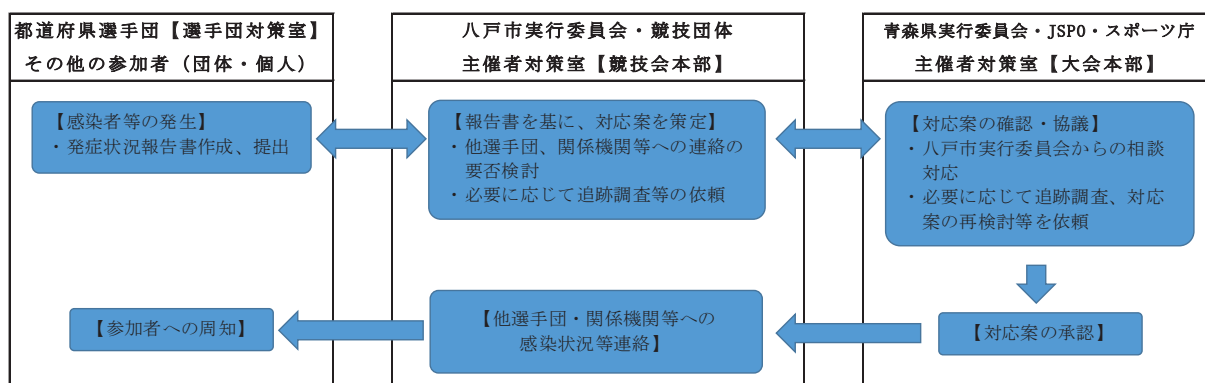 都道府県選手団【選手団対策室】
その他の参加者（団体・個人）
【感染者等の発生】
・発症状況報告書作成、提出
【参加者への周知】
八戸市実行委員会・競技団体
主催者対策室【競技会本部】
【報告書を基に、対応案を策定】
・他選手団、関係機関等への連絡の
要否検討
・必要に応じて追跡調査等の依頼
【他選手団・関係機関等への
感染状況等連絡】
青森県実行委員会・JSPO・スポーツ庁
主催者対策室【大会本部】
【対応案の確認・協議】
・八戸市実行委員会からの相談
対応
・必要に応じて追跡調査、対応
案の再検討等を依頼
【対応案の承認】